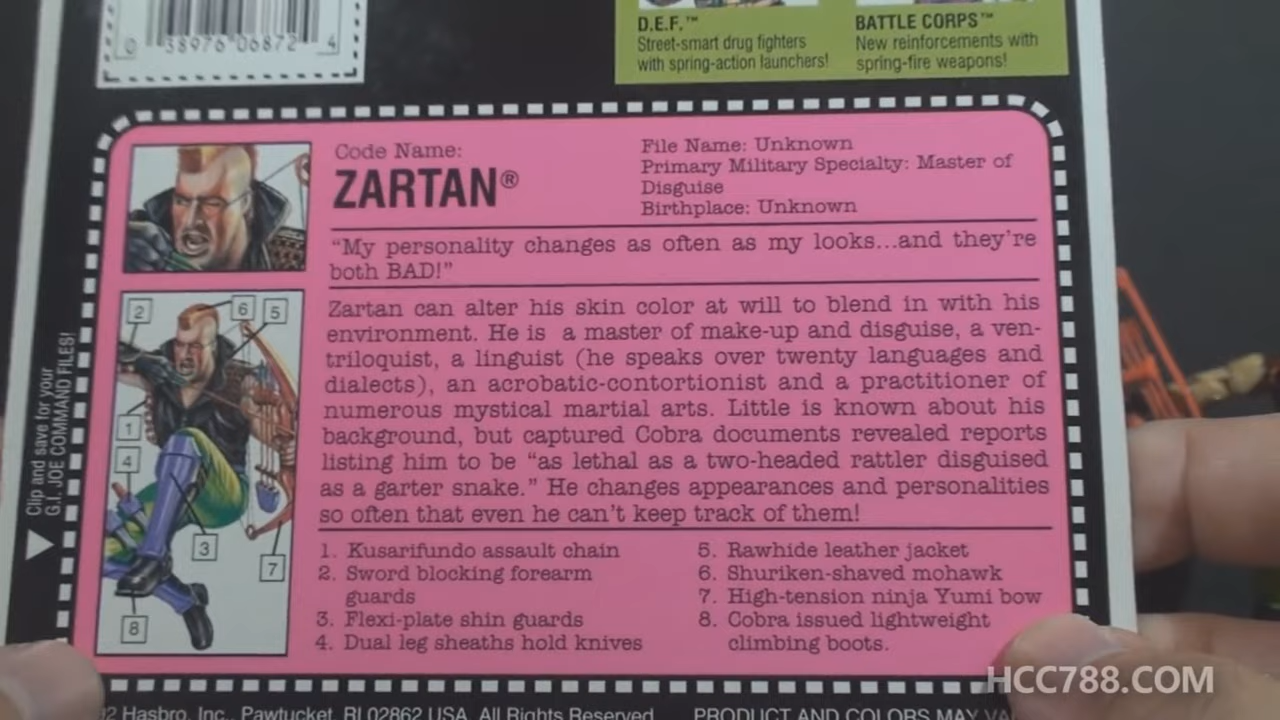 0 38976 06872 4
D.E.F.™
Street-smart drug fighters
with spring-action launchers!
BATTLE CORPS™
New reinforcements with
spring-fire weapons!
Clip and save for your
G.I. JOE COMMAND FILES!
Code Name:
ZARTAN®
File Name: Unknown
Primary Military Specialty: Master of
Disguise
Birthplace: Unknown
"My personality changes as often as my looks...and they're
both BAD!"
Zartan can alter his skin color at will to blend in with his
environment. He is a master of make-up and disguise, a ven-
triloquist, a linguist (he speaks over twenty languages and
dialects), an acrobatic-contortionist and a practitioner of
numerous mystical martial arts. Little is known about his
background, but captured Cobra documents revealed reports
listing him to be "as lethal as a two-headed rattler disguised
as a garter snake." He changes appearances and personalities
so often that even he can't keep track of them!
2
6
5
1
4
3
7
8
1. Kusarifundo assault chain
2. Sword blocking forearm
guards
3. Flexi-plate shin guards
4. Dual leg sheaths hold knives
5. Rawhide leather jacket
6. Shuriken-shaved mohawk
7. High-tension ninja Yumi bow
8. Cobra issued lightweight
climbing boots.
Hasbro, Inc., Pawtucket, RI 02862 USA. All Rights Reserved.
PRODUCT AND COLORS MAY
HCC788.COM